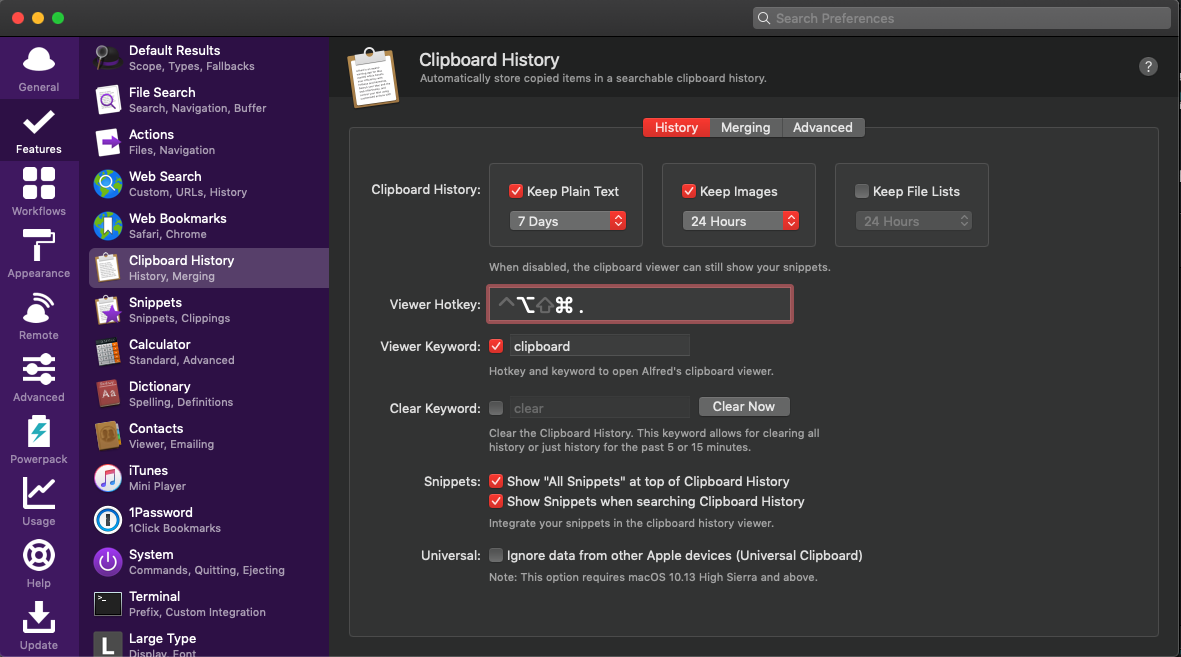 Search Preferences
General
Features
Workflows
Appearance
Remote
Advanced
Powerpack
Usage
Help
Update
Default Results
Scope, Types, Fallbacks
File Search
Search, Navigation, Buffer
Actions
Files, Navigation
Web Search
Custom, URLs, History
Web Bookmarks
Safari, Chrome
Clipboard History
History, Merging
Snippets
Snippets, Clippings
Calculator
Standard, Advanced
Dictionary
Spelling, Definitions
Contacts
Viewer, Emailing
iTunes
Mini Player
1Password
1Click Bookmarks
System
Commands, Quitting, Ejecting
Terminal
Prefix, Custom Integration
Large Type
Display, Font
Clipboard History
Automatically store copied items in a searchable clipboard history.
?
History Merging Advanced
Clipboard History: Keep Plain Text Keep Images Keep File Lists
7 Days 24 Hours 24 Hours
When disabled, the clipboard viewer can still show your snippets.
Viewer Hotkey: ^⌥⇧⌘ .
Viewer Keyword: clipboard
Hotkey and keyword to open Alfred's clipboard viewer.
Clear Keyword: clear Clear Now
Clear the Clipboard History. This keyword allows for clearing all
history or just history for the past 5 or 15 minutes.
Snippets: Show "All Snippets" at top of Clipboard History
Show Snippets when searching Clipboard History
Integrate your snippets in the clipboard history viewer.
Universal: Ignore data from other Apple devices (Universal Clipboard)
Note: This option requires macOS 10.13 High Sierra and above.